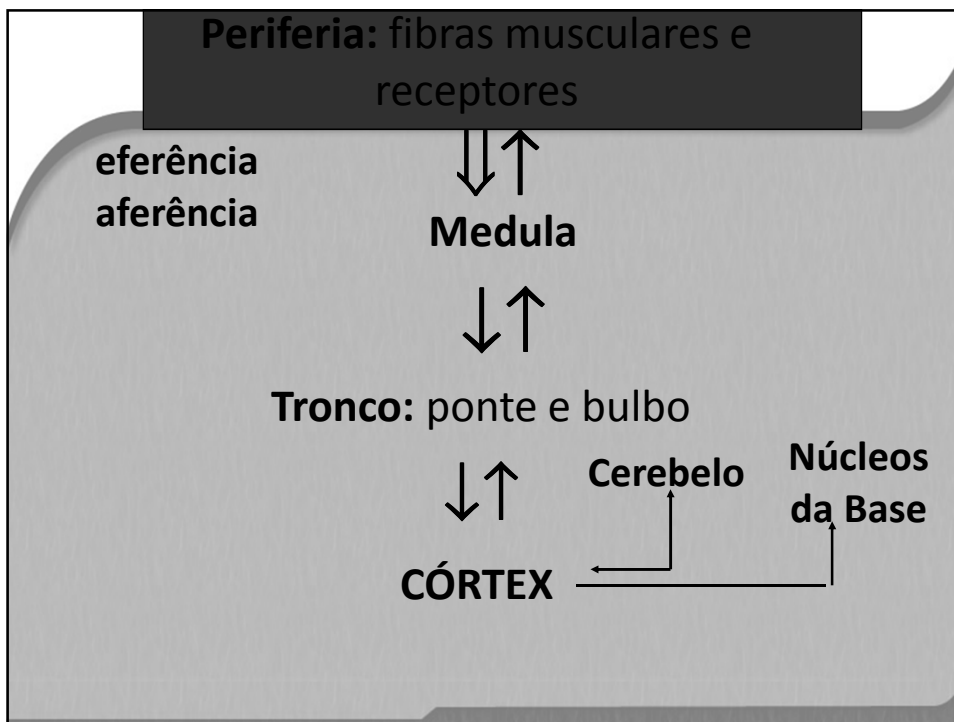 Periferia: fibras musculares e
receptores
eferência
aferência
Medula
Tronco: ponte e bulbo
Cerebelo
Núcleos
da Base
CÓRTEX